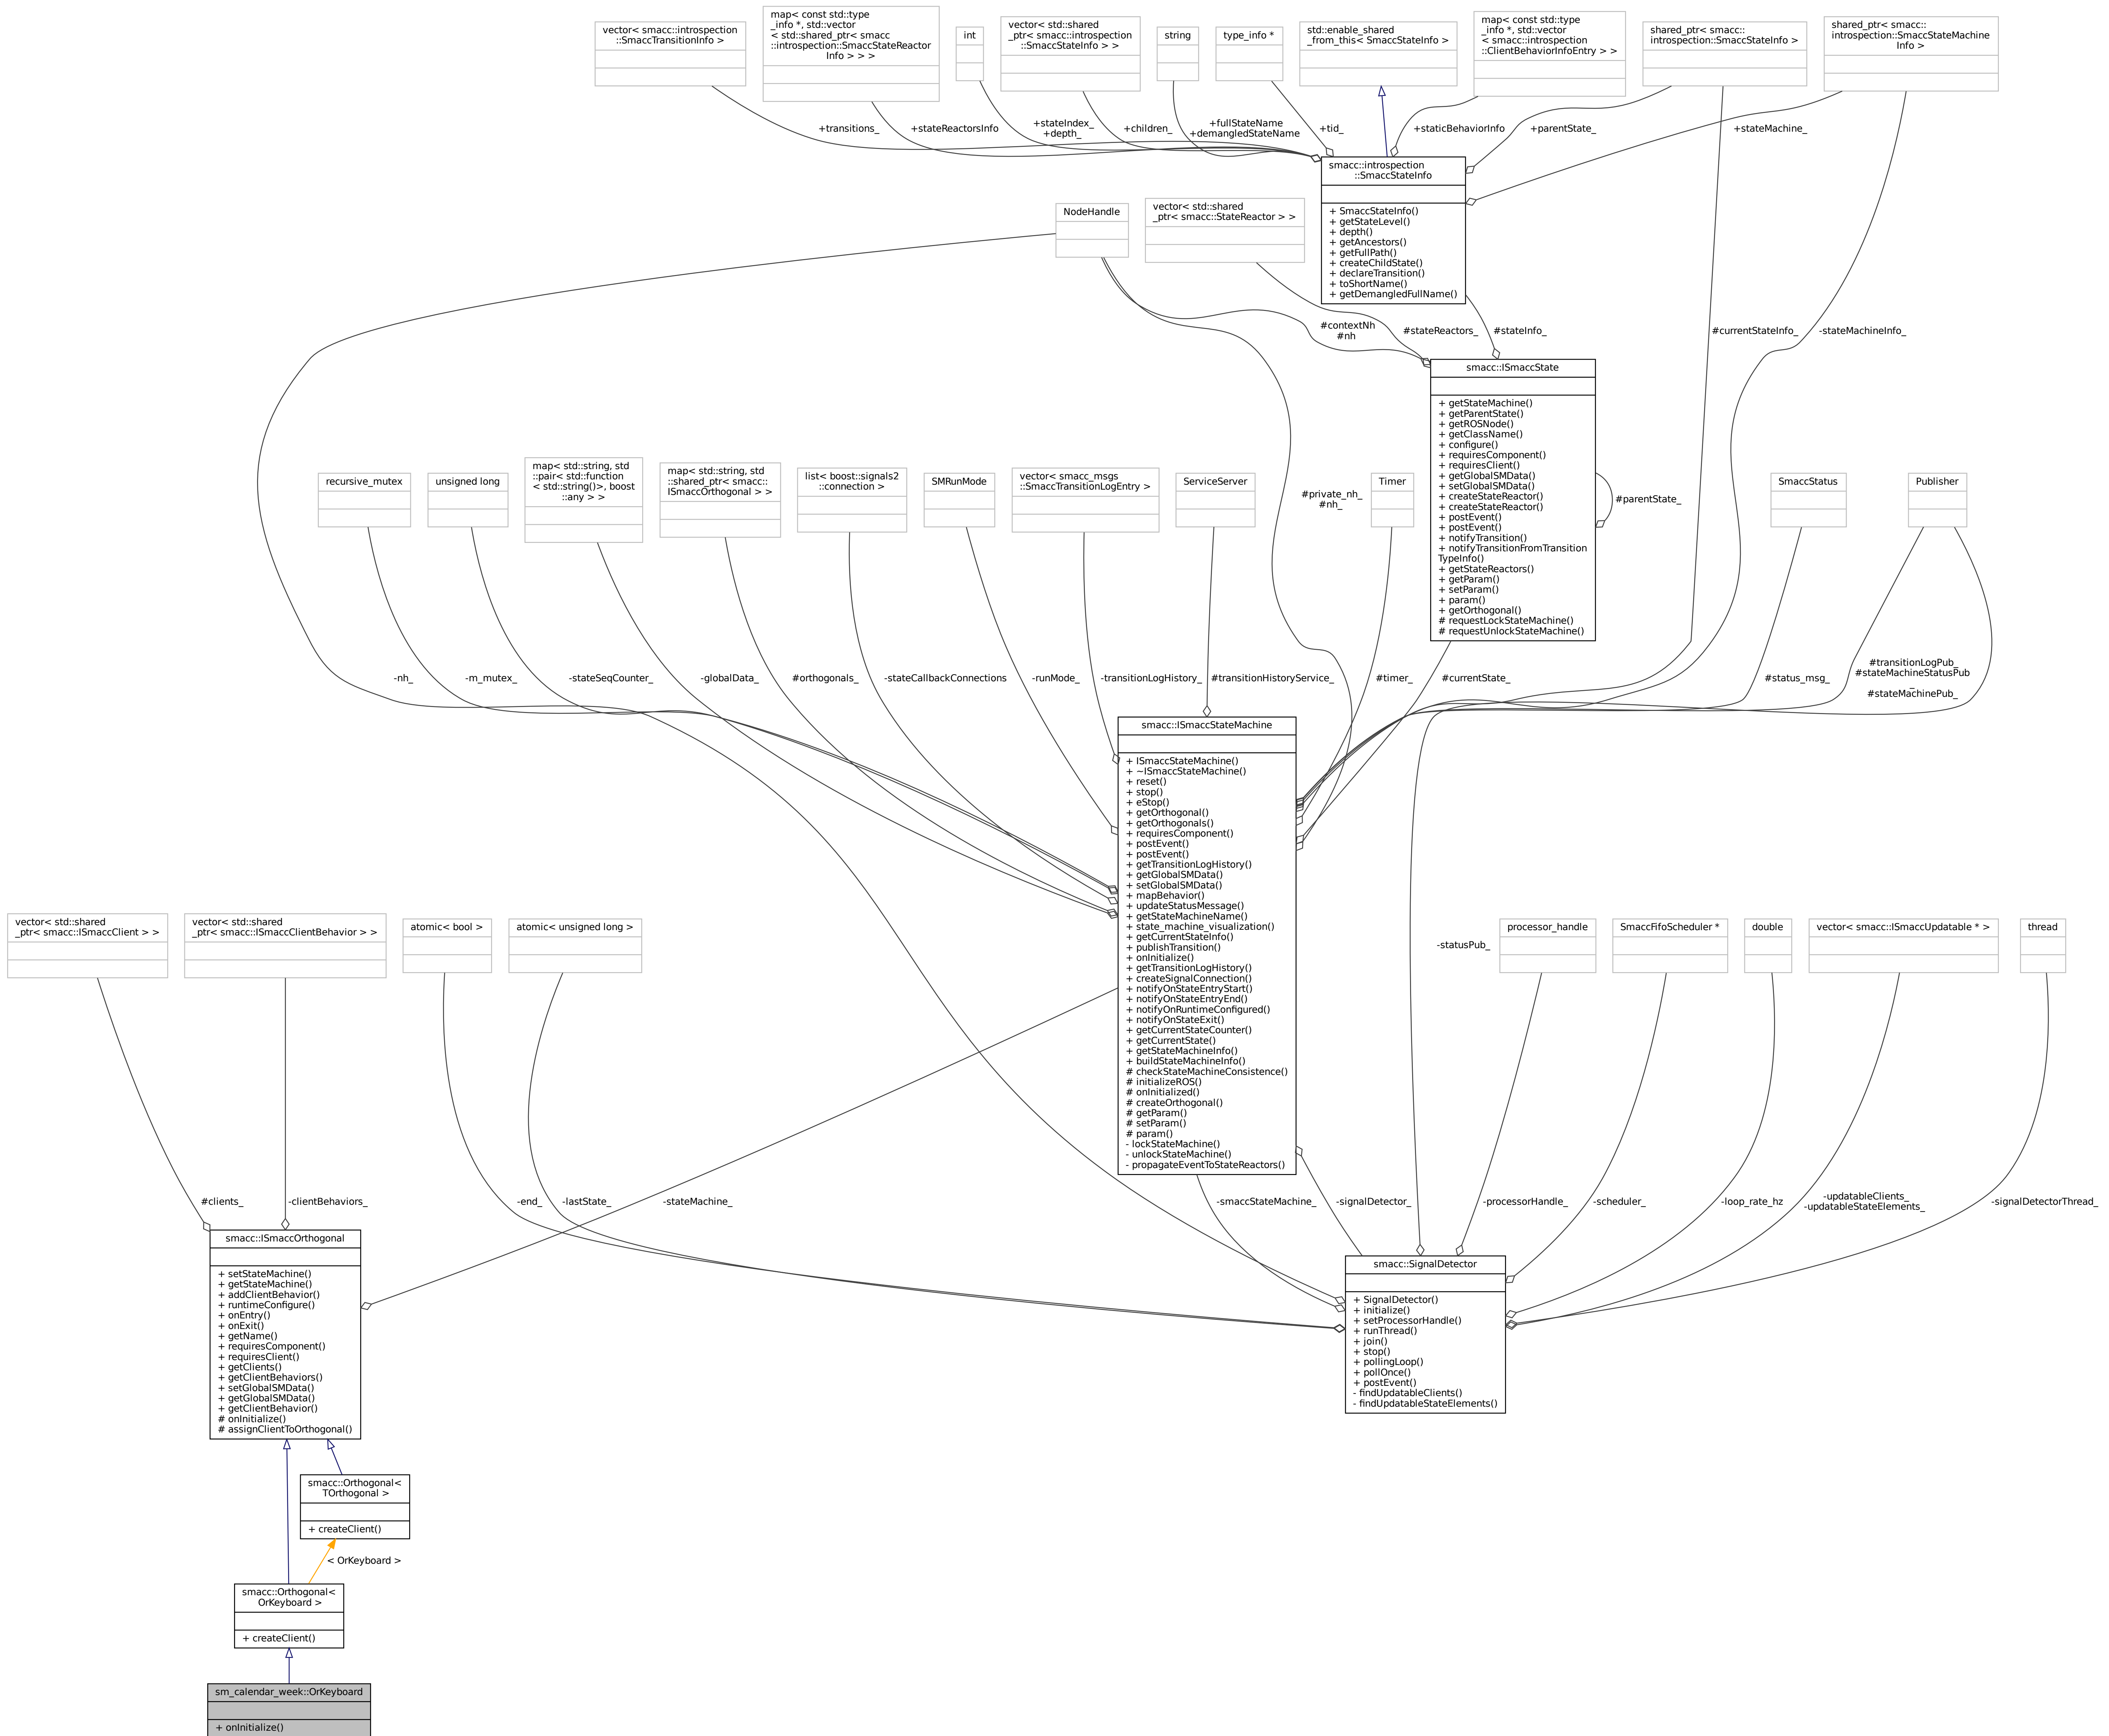 vector< smacc::introspection
::SmaccTransitionInfo >
map< const std::type
_info *, std::vector
< std::shared_ptr< smacc
::introspection::SmaccStateReactor
Info > > >
int
vector< std::shared
_ptr< smacc::introspection
::SmaccStateInfo > >
string
type_info *
std::enable_shared
_from_this< SmaccStateInfo >
map< const std::type
_info *, std::vector
< smacc::introspection
::ClientBehaviorInfoEntry > >
shared_ptr< smacc::
introspection::SmaccStateInfo >
shared_ptr< smacc::
introspection::SmaccStateMachine
Info >
+transitions_
+stateReactorsInfo
+stateIndex_
+depth_
+children_
+fullStateName
+demangledStateName
+tid_
+staticBehaviorInfo
+parentState_
+stateMachine_
smacc::introspection
::SmaccStateInfo
+ SmaccStateInfo()
+ getStateLevel()
+ depth()
+ getAncestors()
+ getFullPath()
+ createChildState()
+ declareTransition()
+ toShortName()
+ getDemangledFullName()
NodeHandle
vector< std::shared
_ptr< smacc::StateReactor > >
#contextNh
#nh
#stateReactors_
#stateInfo_
#currentStateInfo_
-stateMachineInfo_
smacc::ISmaccState
+ getStateMachine()
+ getParentState()
+ getROSNode()
+ getClassName()
+ configure()
+ requiresComponent()
+ requiresClient()
+ getGlobalSMData()
+ setGlobalSMData()
+ createStateReactor()
+ createStateReactor()
+ postEvent()
+ postEvent()
+ notifyTransition()
+ notifyTransitionFromTransition
TypeInfo()
+ getStateReactors()
+ getParam()
+ setParam()
+ param()
+ getOrthogonal()
# requestLockStateMachine()
# requestUnlockStateMachine()
#parentState_
recursive_mutex
unsigned long
map< std::string, std
::pair< std::function
< std::string()>, boost
::any > >
map< std::string, std
::shared_ptr< smacc::
ISmaccOrthogonal > >
list< boost::signals2
::connection >
SMRunMode
vector< smacc_msgs
::SmaccTransitionLogEntry >
ServiceServer
#private_nh_
#nh_
Timer
SmaccStatus
Publisher
-nh_
-m_mutex_
-stateSeqCounter_
-globalData_
#orthogonals_
-stateCallbackConnections
-runMode_
-transitionLogHistory_
#transitionHistoryService_
#timer_
#currentState_
#status_msg_
#transitionLogPub_
#stateMachineStatusPub
_
#stateMachinePub_
smacc::ISmaccStateMachine
+ ISmaccStateMachine()
+ ~ISmaccStateMachine()
+ reset()
+ stop()
+ eStop()
+ getOrthogonal()
+ getOrthogonals()
+ requiresComponent()
+ postEvent()
+ postEvent()
+ getTransitionLogHistory()
+ getGlobalSMData()
+ setGlobalSMData()
+ mapBehavior()
+ updateStatusMessage()
+ getStateMachineName()
+ state_machine_visualization()
+ getCurrentStateInfo()
+ publishTransition()
+ onInitialize()
+ getTransitionLogHistory()
+ createSignalConnection()
+ notifyOnStateEntryStart()
+ notifyOnStateEntryEnd()
+ notifyOnRuntimeConfigured()
+ notifyOnStateExit()
+ getCurrentStateCounter()
+ getCurrentState()
+ getStateMachineInfo()
+ buildStateMachineInfo()
# checkStateMachineConsistence()
# initializeROS()
# onInitialized()
# createOrthogonal()
# getParam()
# setParam()
# param()
- lockStateMachine()
- unlockStateMachine()
- propagateEventToStateReactors()
vector< std::shared
_ptr< smacc::ISmaccClient > >
vector< std::shared
_ptr< smacc::ISmaccClientBehavior > >
atomic< bool >
atomic< unsigned long >
-statusPub_
processor_handle
SmaccFifoScheduler *
double
vector< smacc::ISmaccUpdatable * >
thread
#clients_
-clientBehaviors_
-stateMachine_
-end_
-lastState_
-smaccStateMachine_
-signalDetector_
-processorHandle_
-scheduler_
-loop_rate_hz
-updatableClients_
-updatableStateElements_
-signalDetectorThread_
smacc::ISmaccOrthogonal
+ setStateMachine()
+ getStateMachine()
+ addClientBehavior()
+ runtimeConfigure()
+ onEntry()
+ onExit()
+ getName()
+ requiresComponent()
+ requiresClient()
+ getClients()
+ getClientBehaviors()
+ setGlobalSMData()
+ getGlobalSMData()
+ getClientBehavior()
# onInitialize()
# assignClientToOrthogonal()
smacc::SignalDetector
+ SignalDetector()
+ initialize()
+ setProcessorHandle()
+ runThread()
+ join()
+ stop()
+ pollingLoop()
+ pollOnce()
+ postEvent()
- findUpdatableClients()
- findUpdatableStateElements()
smacc::Orthogonal<
TOrthogonal >
+ createClient()
< OrKeyboard >
smacc::Orthogonal<
OrKeyboard >
+ createClient()
sm_calendar_week::OrKeyboard
+ onInitialize()